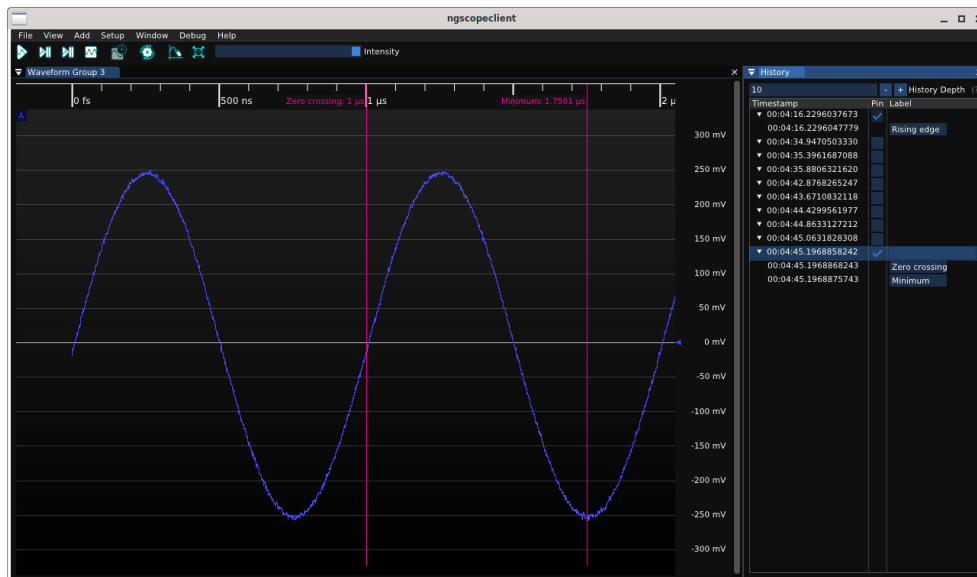 ngscopeclient
File View Add Setup Window Debug Help
Intensity
Waveform Group 3
0 fs 500 ns Zero crossing: 1 µs 1 µs Minimum: 1.7501 µs 2 µ
A
300 mV
250 mV
200 mV
150 mV
100 mV
50 mV
0 mV
-50 mV
-100 mV
-150 mV
-200 mV
-250 mV
-300 mV
History
10 - + History Depth (
Timestamp Pin Label
00:04:16.2296037673
00:04:16.2296047779 Rising edge
00:04:34.9470503330
00:04:35.3961687088
00:04:35.8806321620
00:04:42.8768265247
00:04:43.6710832118
00:04:44.4299561977
00:04:44.8633127212
00:04:45.0631828308
00:04:45.1968858242
00:04:45.1968868243 Zero crossing
00:04:45.1968875743 Minimum